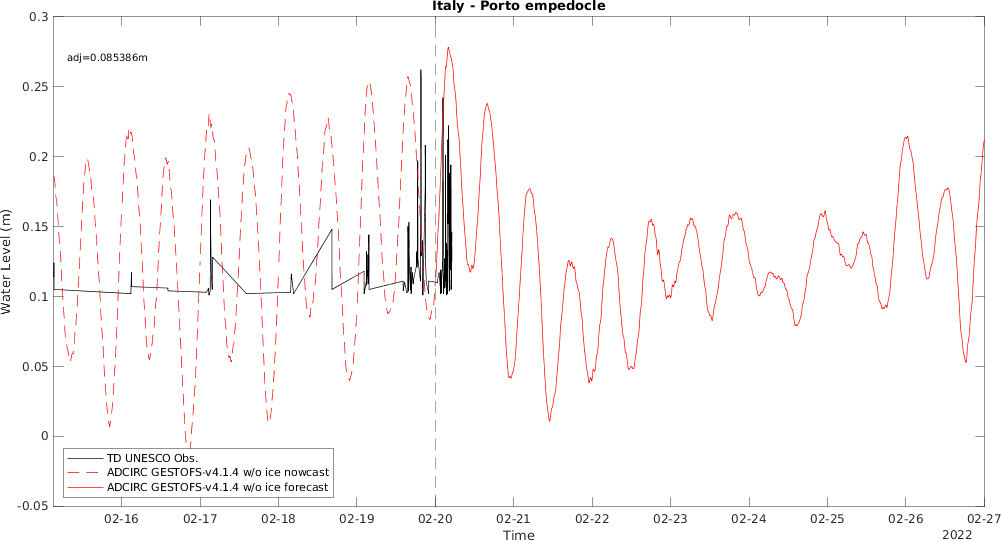 Italy - Porto empedocle
adj=0.085386m
0.3
0.25
0.2
0.15
0.1
0.05
0
-0.05
Water Level (m)
TD UNESCO Obs.
ADCIRC GESTOFS-v4.1.4 w/o ice nowcast
ADCIRC GESTOFS-v4.1.4 w/o ice forecast
02-16 02-17 02-18 02-19 02-20 02-21 02-22 02-23 02-24 02-25 02-26 02-27
Time
2022